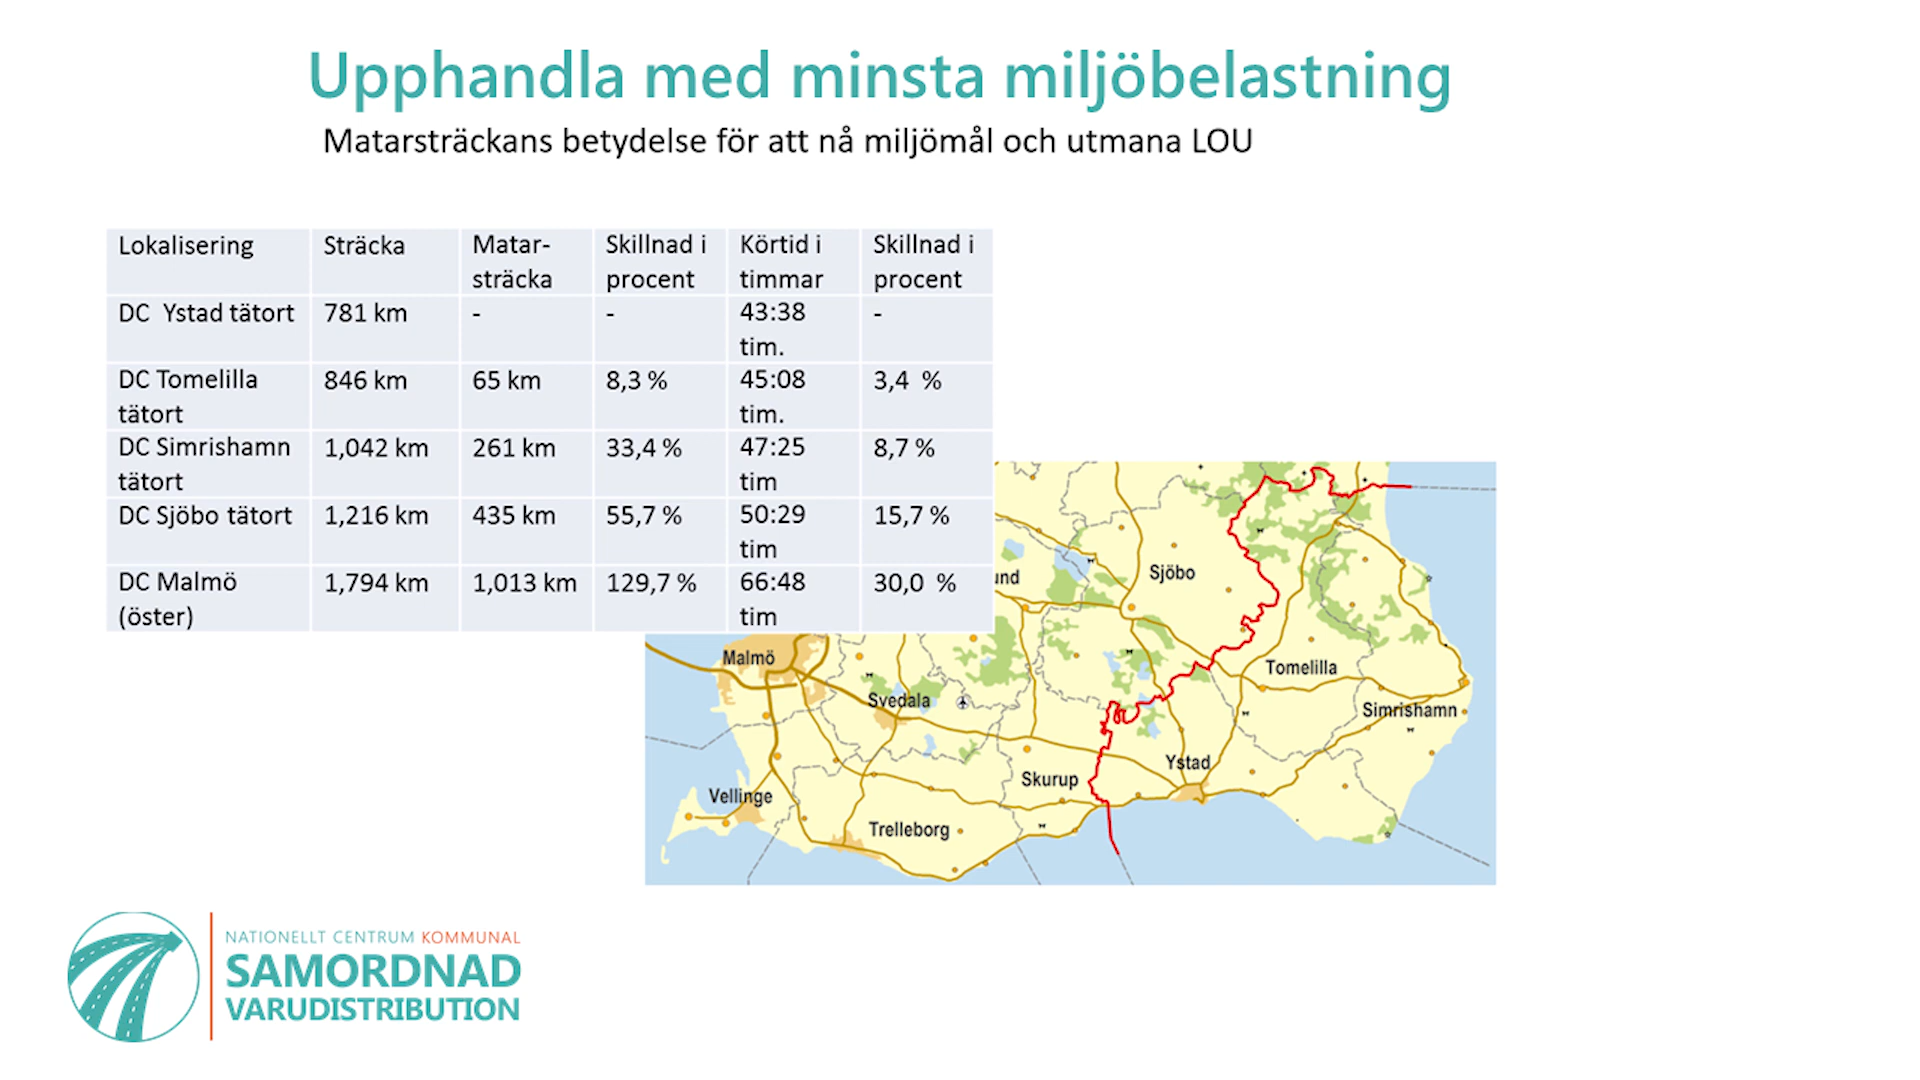 Upphandla med minsta miljöbelastning
Matarsträckans betydelse för att nå miljömål och utmana LOU
Lokalisering Sträcka Matar-sträcka Skillnad i procent Körtid i timmar Skillnad i procent
DC Ystad tätort 781 km - - 43:38 tim. -
DC Tomelilla tätort 846 km 65 km 8,3 % 45:08 tim. 3,4 %
DC Simrishamn tätort 1,042 km 261 km 33,4 % 47:25 tim 8,7 %
DC Sjöbo tätort 1,216 km 435 km 55,7 % 50:29 tim 15,7 %
DC Malmö (öster) 1,794 km 1,013 km 129,7 % 66:48 tim 30,0 %
Sjöbo
und
Malmö
Tomelilla
Svedala
Simrishamn
Ystad
Skurup
Vellinge
Trelleborg
NATIONELLT CENTRUM KOMMUNAL
SAMORDNAD
VARUDISTRIBUTION